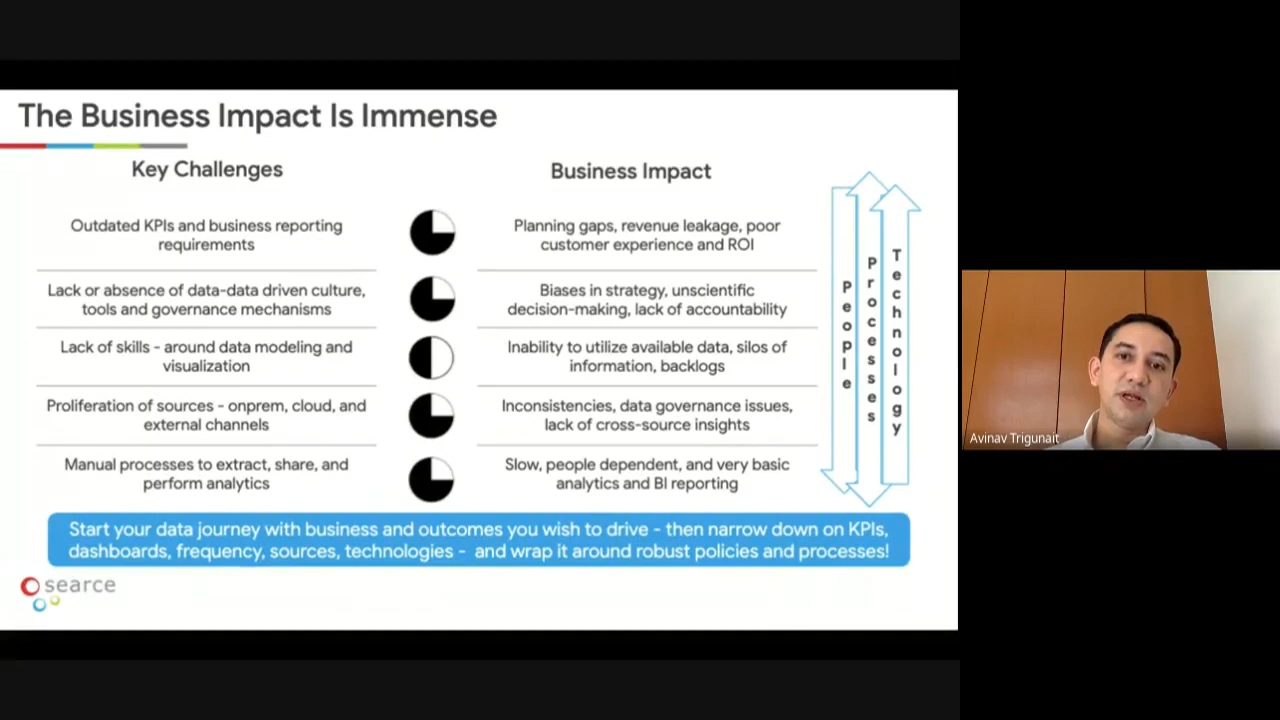 The Business Impact Is Immense
Key Challenges
Business Impact
Outdated KPIs and business reporting
requirements
Planning gaps, revenue leakage, poor
customer experience and ROI
Lack or absence of data-data driven culture,
tools and governance mechanisms
Biases in strategy, unscientific
decision-making, lack of accountability
Lack of skills - around data modeling and
visualization
Inability to utilize available data, silos of
information, backlogs
Proliferation of sources - onprem, cloud, and
external channels
Inconsistencies, data governance issues,
lack of cross-source insights
Manual processes to extract, share, and
perform analytics
Slow, people dependent, and very basic
analytics and BI reporting
People
Processes
Technology
Start your data journey with business and outcomes you wish to drive - then narrow down on KPIs,
dashboards, frequency, sources, technologies - and wrap it around robust policies and processes!
searce
Avinav Trigunait